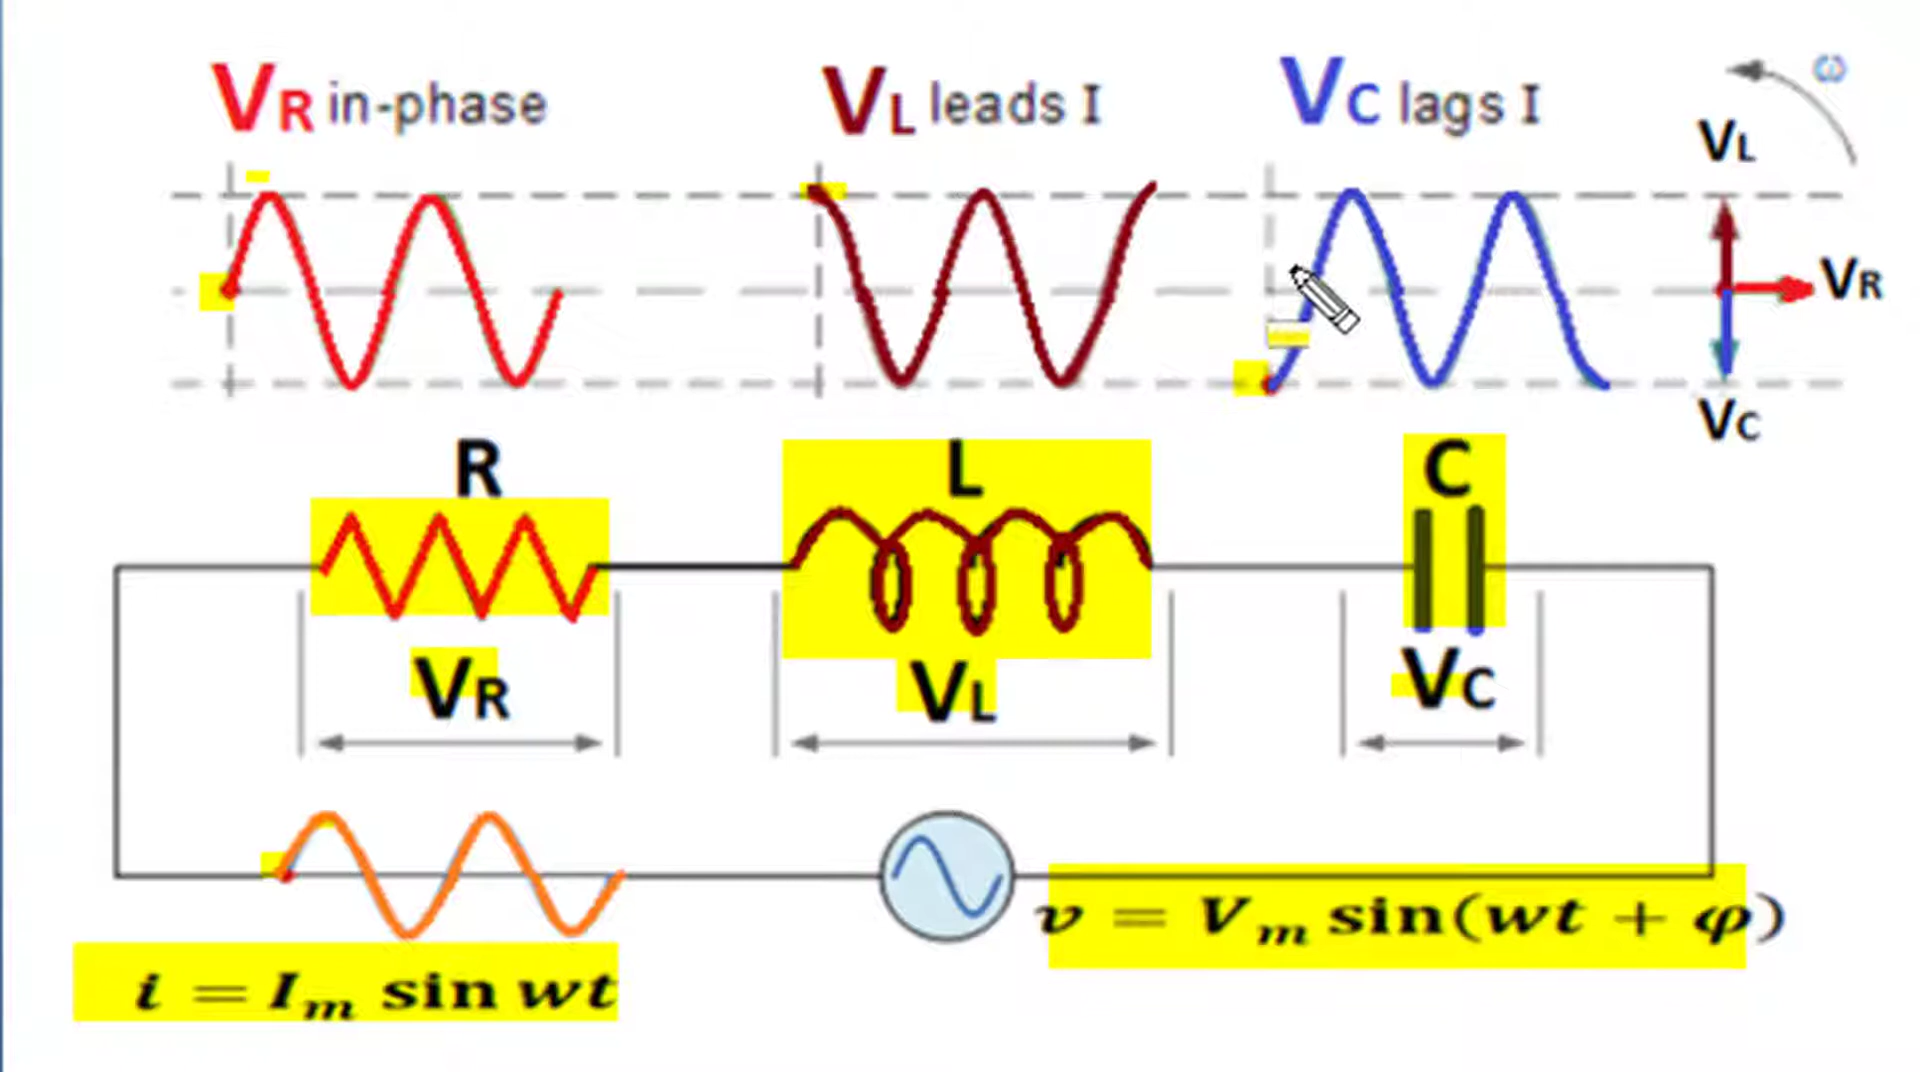 VR in-phase
VL leads I
VC lags I
ω
VL
VR
VC
R
L
C
VR
VL
VC
v = Vm sin(wt + φ)
i = Im sin wt